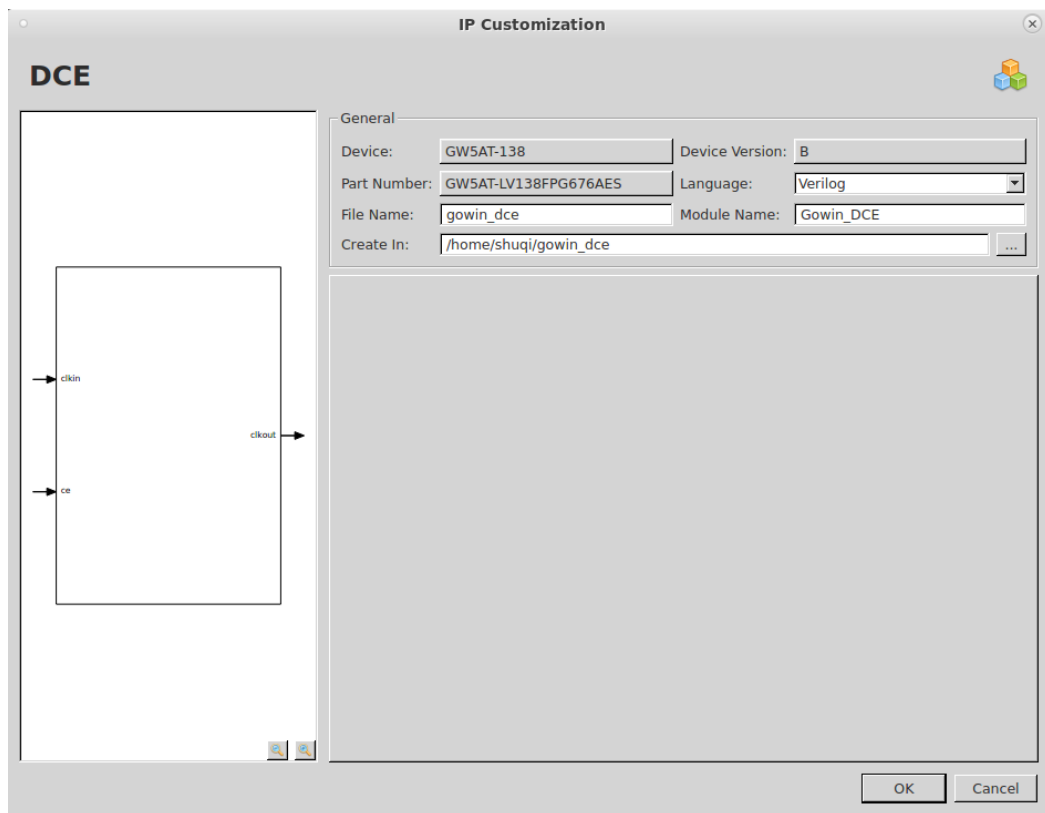 IP Customization
DCE
General
Device: GW5AT-138 Device Version: B
Part Number: GW5AT-LV138FPG676AES Language: Verilog
File Name: gowin_dce Module Name: Gowin_DCE
Create In: /home/shuqi/gowin_dce ...
clkin
clkout
ce
OK Cancel